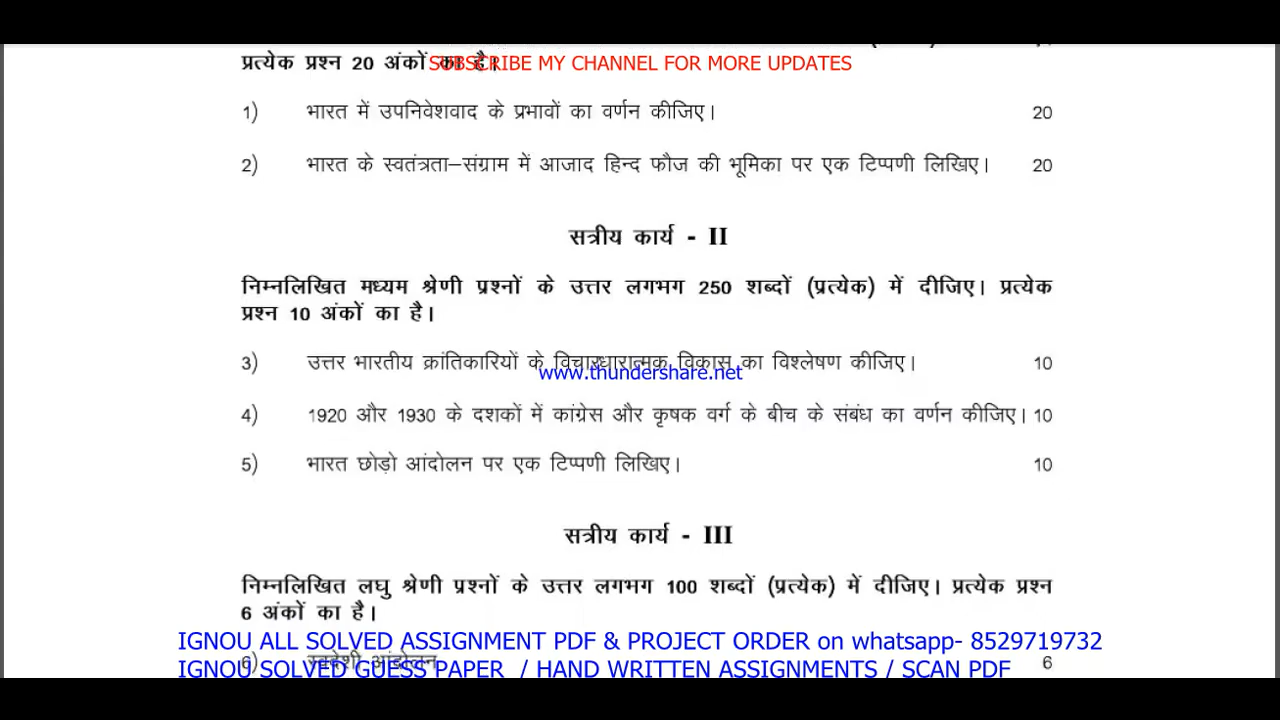 प्रत्येक प्रश्न 20 अंकों का है।
SUBSCRIBE MY CHANNEL FOR MORE UPDATES
1) भारत में उपनिवेशवाद के प्रभावों का वर्णन कीजिए। 20
2) भारत के स्वतंत्रता–संग्राम में आजाद हिन्द फौज की भूमिका पर एक टिप्पणी लिखिए। 20
सत्रीय कार्य - II
निम्नलिखित मध्यम श्रेणी प्रश्नों के उत्तर लगभग 250 शब्दों (प्रत्येक) में दीजिए। प्रत्येक
प्रश्न 10 अंकों का है।
3) उत्तर भारतीय क्रांतिकारियों के विचारधारात्मक विकास का विश्लेषण कीजिए। 10
www.thundershare.net
4) 1920 और 1930 के दशकों में कांग्रेस और कृषक वर्ग के बीच के संबंध का वर्णन कीजिए। 10
5) भारत छोड़ो आंदोलन पर एक टिप्पणी लिखिए। 10
सत्रीय कार्य - III
निम्नलिखित लघु श्रेणी प्रश्नों के उत्तर लगभग 100 शब्दों (प्रत्येक) में दीजिए। प्रत्येक प्रश्न
6 अंकों का है।
IGNOU ALL SOLVED ASSIGNMENT PDF & PROJECT ORDER on whatsapp- 8529719732
6) स्वदेशी आंदोलन 6
IGNOU SOLVED GUESS PAPER / HAND WRITTEN ASSIGNMENTS / SCAN PDF